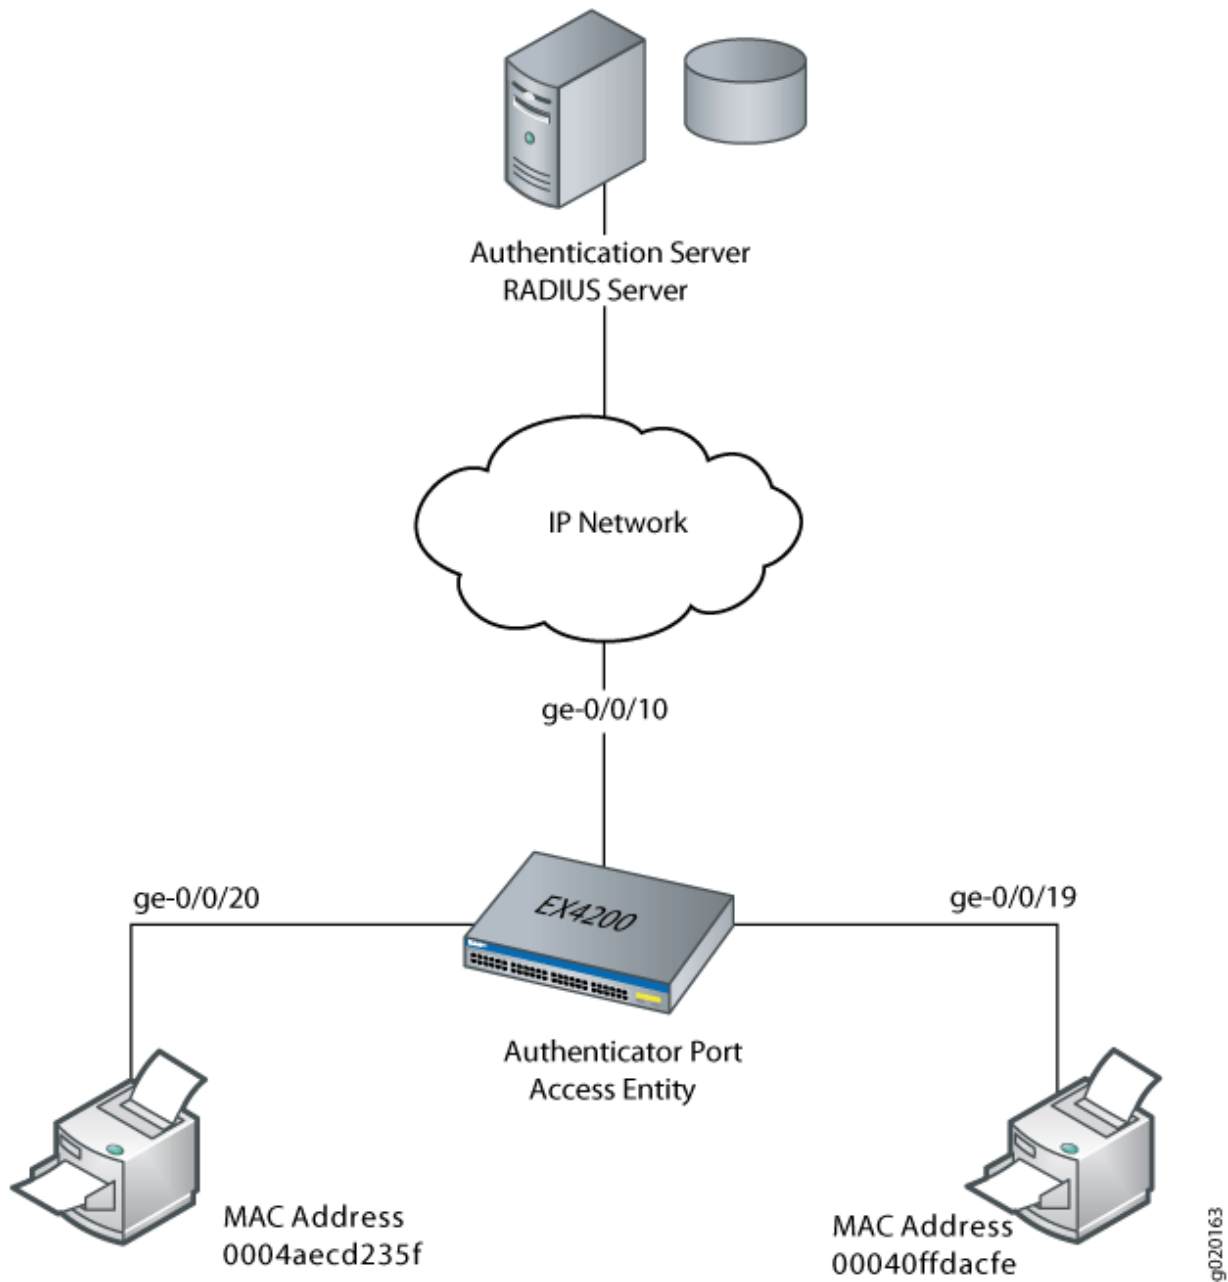 Authentication Server
RADIUS Server
IP Network
ge-0/0/10
ge-0/0/20
ge-0/0/19
EX4200
Authenticator Port
Access Entity
MAC Address
0004aecd235f
MAC Address
00040ffdacfe
g020163